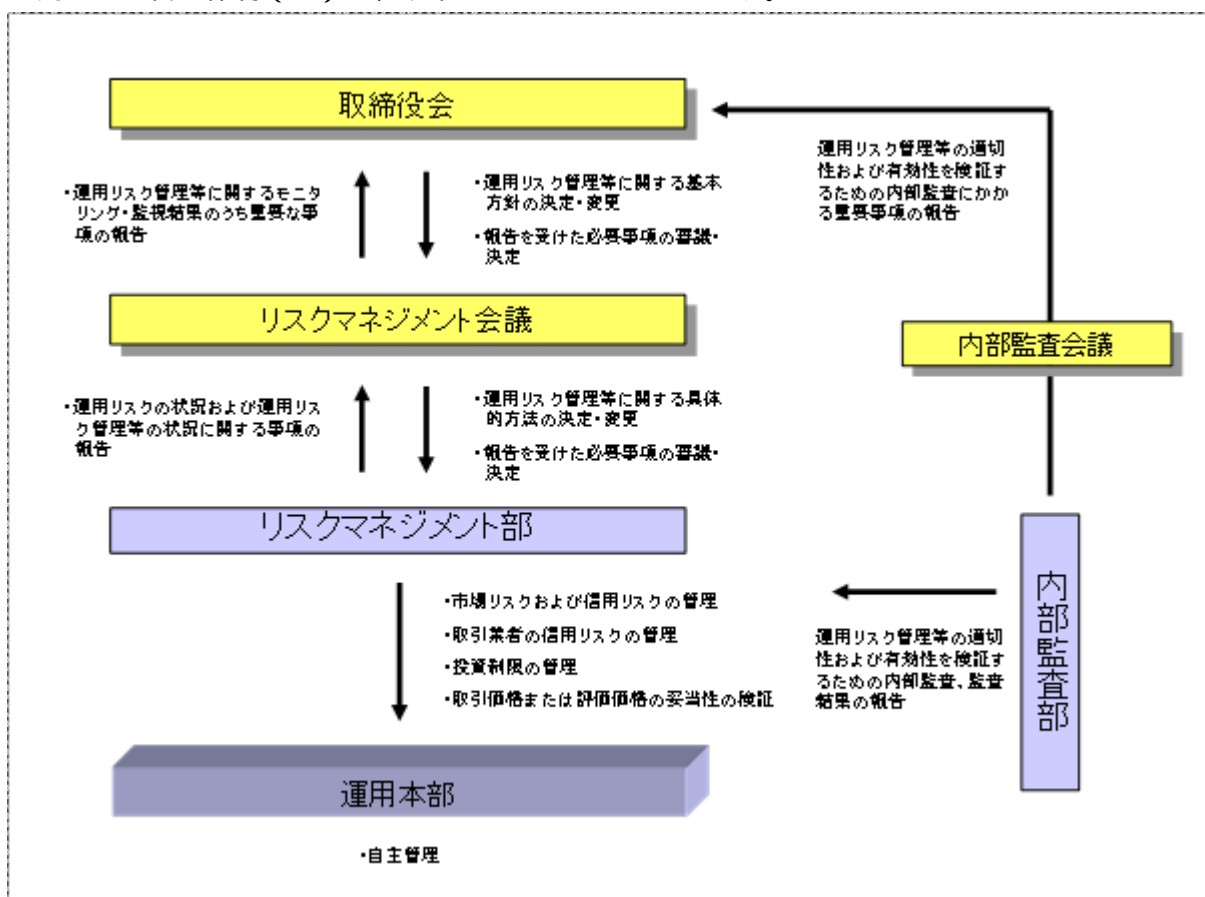 取締役会
・運用リスク管理等に関するモニタ
リング・監視結果のうち重要な事
項の報告
・運用リスク管理等に関する基本
方針の決定・変更
・報告を受けた必要事項の審議・
決定
運用リスク管理等の適切
性および有効性を検証す
るための内部監査にかか
る重要事項の報告
リスクマネジメント会議
内部監査会議
・運用リスクの状況および運用リス
ク管理等の状況に関する事項の
報告
・運用リスク管理等に関する具体
的方法の決定・変更
・報告を受けた必要事項の審議・
決定
リスクマネジメント部
内部監査部
・市場リスクおよび信用リスクの管理
・取引業者の信用リスクの管理
・投資制限の管理
・取引価格または評価価格の妥当性の検証
運用リスク管理等の適切
性および有効性を検証す
るための内部監査、監査
結果の報告
運用本部
・自主管理